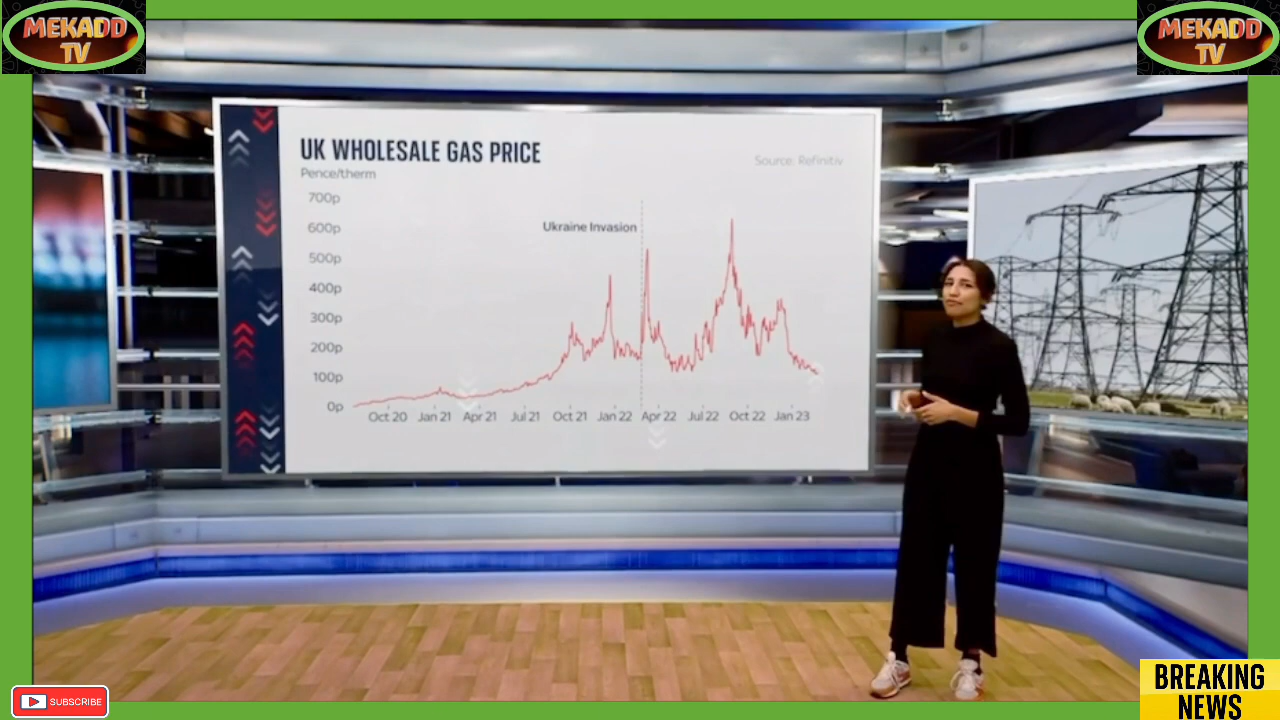 MEKADD
TV
MEKADD
TV
UK WHOLESALE GAS PRICE
Pence/therm
Source: Refinitiv
700p
600p
500p
400p
300p
200p
100p
0p
Ukraine Invasion
Oct 20 Jan 21 Apr 21 Jul 21 Oct 21 Jan 22 Apr 22 Jul 22 Oct 22 Jan 23
SUBSCRIBE
BREAKING
NEWS